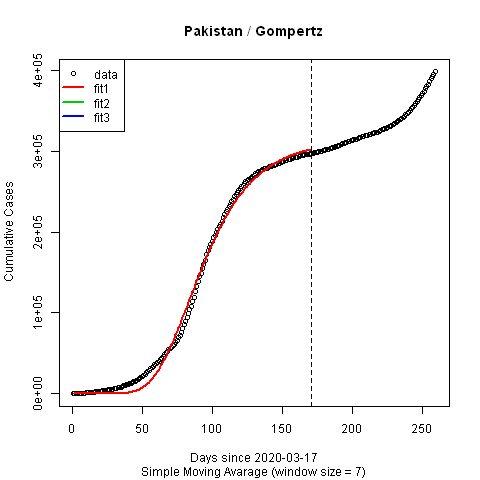 Pakistan / Gompertz
data
fit1
fit2
fit3
4e+05
3e+05
2e+05
1e+05
0e+00
Cumulative Cases
0 50 100 150 200 250
Days since 2020-03-17
Simple Moving Avarage (window size = 7)